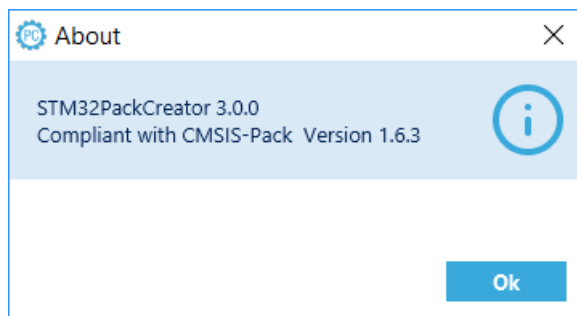 PC About
STM32PackCreator 3.0.0
Compliant with CMSIS-Pack Version 1.6.3
Ok